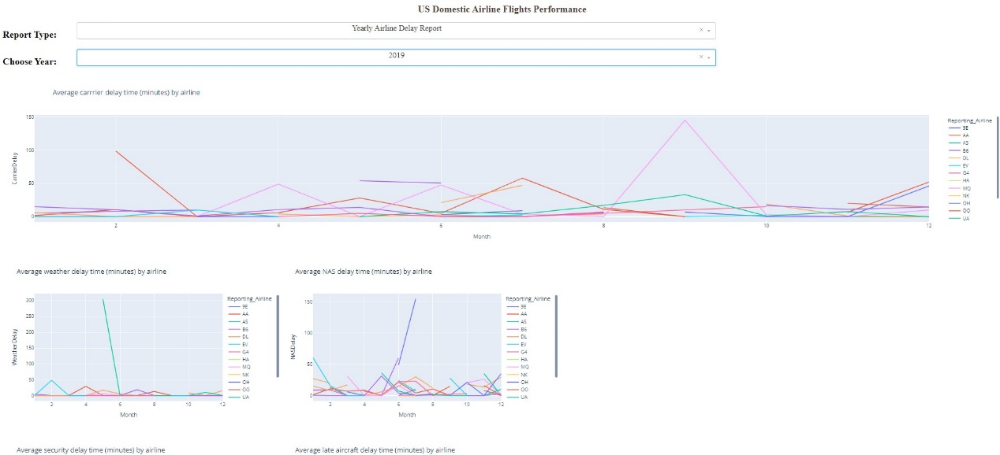 US Domestic Airline Flights Performance
Report Type:
Yearly Airline Delay Report
Choose Year:
2019
Average carrrier delay time (minutes) by airline
150
100
50
0
CarrierDelay
2 4 6 8 10 12
Month
Reporting_Airline
9E
AA
AS
B6
DL
EV
G4
HA
MQ
NK
OH
OO
UA
Average weather delay time (minutes) by airline
300
250
200
150
100
50
0
WeatherDelay
2 4 6 8 10 12
Month
Reporting_Airline
9E
AA
AS
B6
DL
EV
G4
HA
MQ
NK
OH
OO
UA
Average NAS delay time (minutes) by airline
150
100
50
0
NASDelay
2 4 6 8 10 12
Month
Reporting_Airline
9E
AA
AS
B6
DL
EV
G4
HA
MQ
NK
OH
OO
UA
Average security delay time (minutes) by airline
Average late aircraft delay time (minutes) by airline